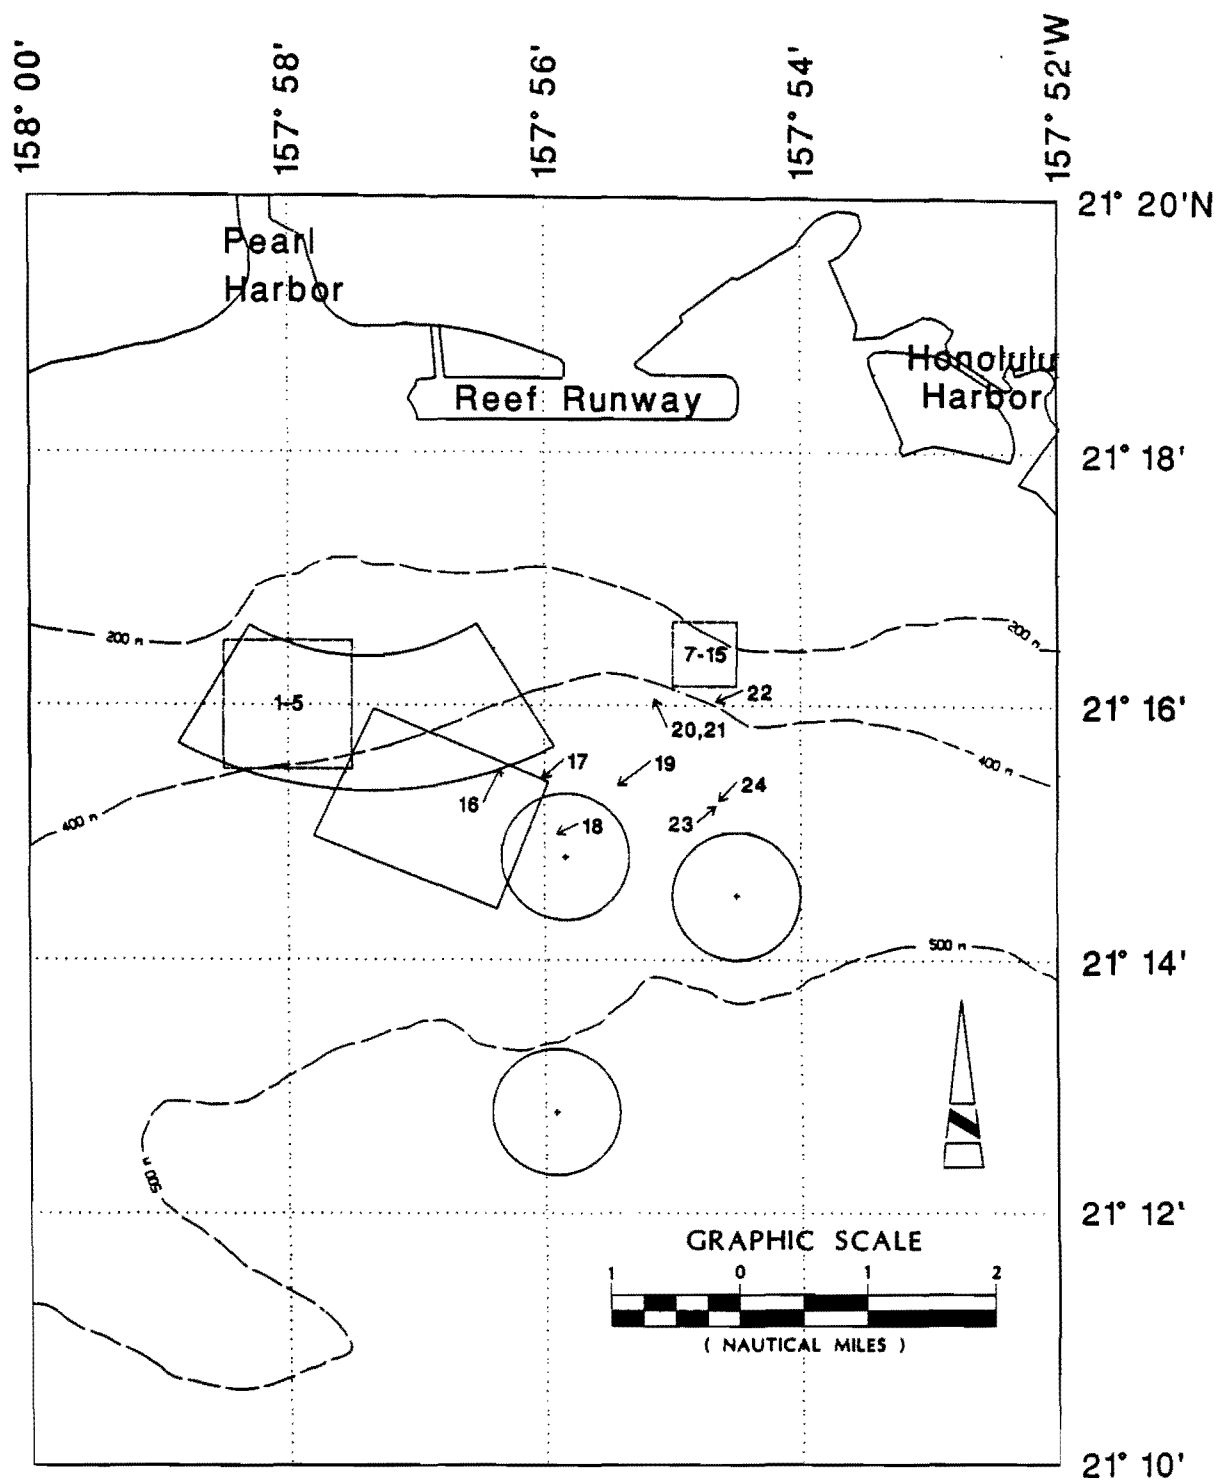 158° 00'
157° 58'
157° 56'
157° 54'
157° 52'W
21° 20'N
Pearl
Harbor
Honolulu
Harbor
Reef Runway
21° 18'
200 m
200 m
7-15
1-5
22
21° 16'
20,21
17
19
400 m
24
16
400 m
23
18
500 m
21° 14'
500 m
21° 12'
GRAPHIC SCALE
1 0 1 2
( NAUTICAL MILES )
21° 10'